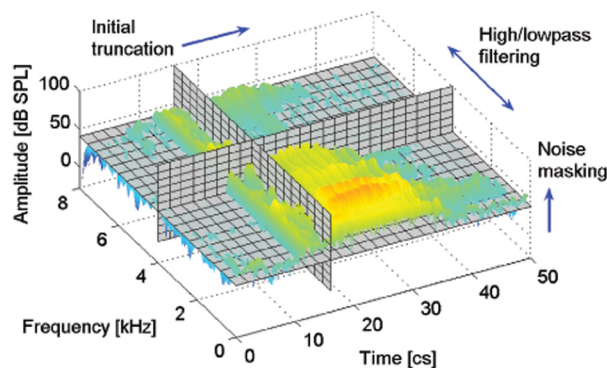 Initial
truncation
High/lowpass
filtering
Noise
masking
Amplitude [dB SPL]
100
50
0
8
6
4
2
0
Frequency [kHz]
0
10
20
30
40
50
Time [cs]